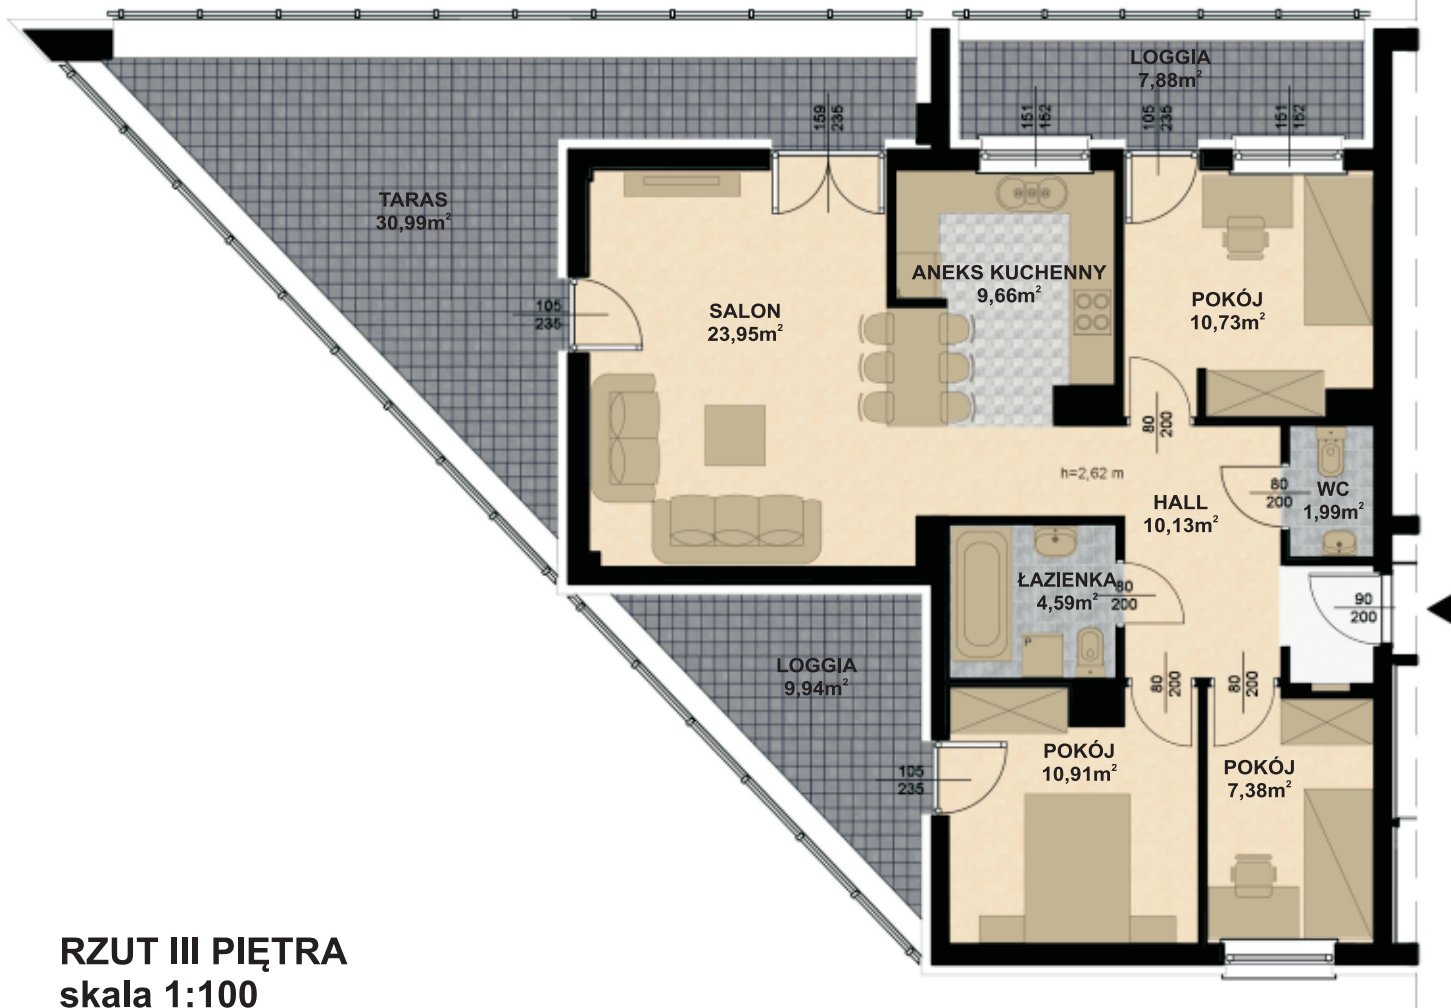 LOGGIA
7,88m²
159
235
151
152
105
235
151
152
TARAS
30,99m²
ANEKS KUCHENNY
9,66m²
105
235
SALON
23,95m²
POKÓJ
10,73m²
80
200
h=2,62 m
HALL
10,13m²
80
200
WC
1,99m²
ŁAZIENKA
4,59m²
80
200
90
200
P
LOGGIA
9,94m²
80
200
80
200
105
235
POKÓJ
10,91m²
POKÓJ
7,38m²
RZUT III PIĘTRA
skala 1:100